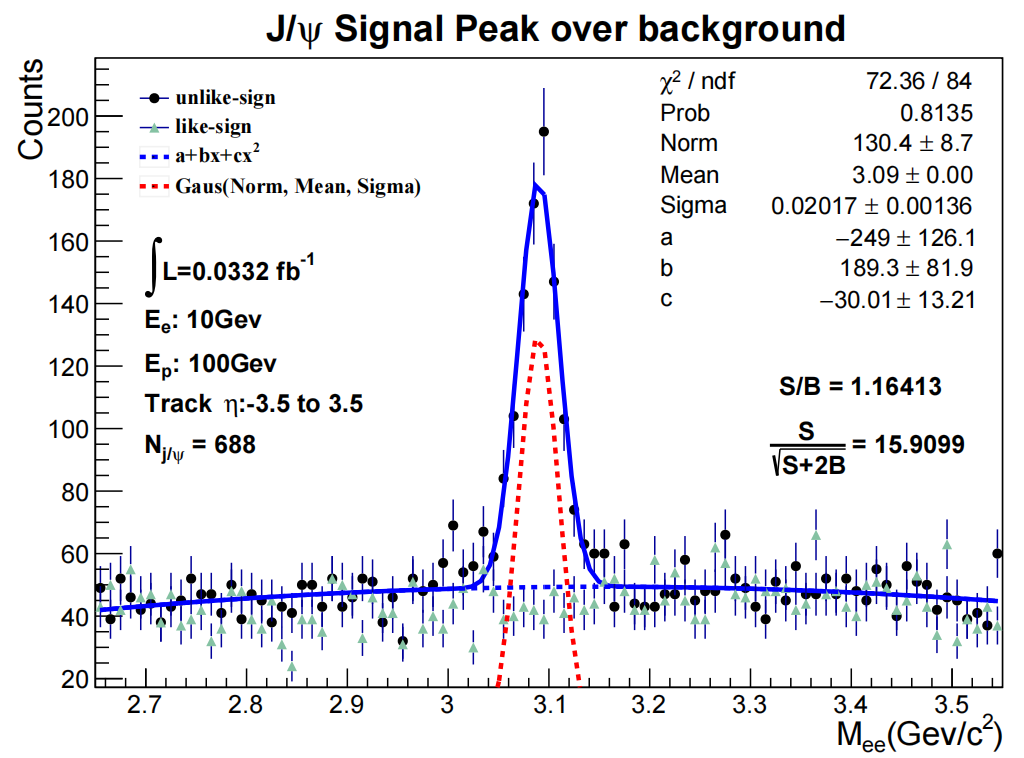 J/ψ Signal Peak over background
Counts
unlike-sign
like-sign
a+bx+cx²
Gaus(Norm, Mean, Sigma)
∫L=0.0332 fb⁻¹
Eₑ: 10Gev
Eₚ: 100Gev
Track η:-3.5 to 3.5
N_j/ψ = 688
χ² / ndf 72.36 / 84
Prob 0.8135
Norm 130.4 ± 8.7
Mean 3.09 ± 0.00
Sigma 0.02017 ± 0.00136
a −249 ± 126.1
b 189.3 ± 81.9
c −30.01 ± 13.21
S/B = 1.16413
S/√S+2B = 15.9099
200
180
160
140
120
100
80
60
40
20
2.7 2.8 2.9 3 3.1 3.2 3.3 3.4 3.5
Mₑₑ(Gev/c²)